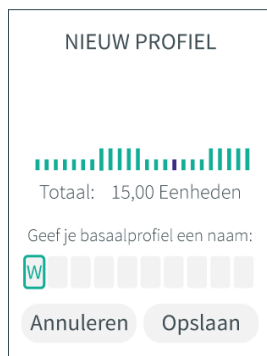 NIEUW PROFIEL
Totaal: 15,00 Eenheden
Geef je basaalprofiel een naam:
W
Annuleren Opslaan